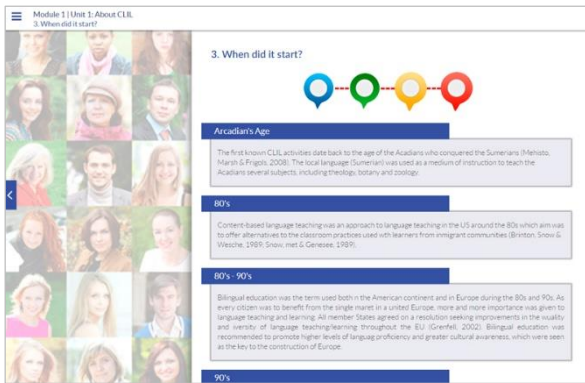 Module 1 | Unit 1: About CLIL
3. When did it start?
3. When did it start?
Arcadian's Age
The first known CLIL activities date back to the age of the Acadians who conquered the Sumerians (Mehisto,
Marsh & Frigols, 2008). The local language (Sumerian) was used as a medium of instruction to teach the
Acadians several subjects, including theology, botany and zoology.
80's
Content-based language teaching was an approach to language teaching in the US around the 80s which aim was
to offer alternatives to the classroom practices used wth learners from inmigrant communities (Brinton, Snow &
Wesche, 1989; Snow, met & Genesee, 1989).
80's - 90's
Bilingual education was the term used both n the American continent and in Europe during the 80s and 90s. As
every citizen was to benefit from the single maret in a united Europe, more and more importance was given to
language teaching and learning. All member States agreed on a resolution seeking improvements in the wuality
and iversity of language teaching/learning throughout the EU (Grenfell, 2002). Bilingual education was
recommended to promote higher levels of languag proficiency and greater cultural awareness, which were seen
as the key to the construction of Europe.
90's